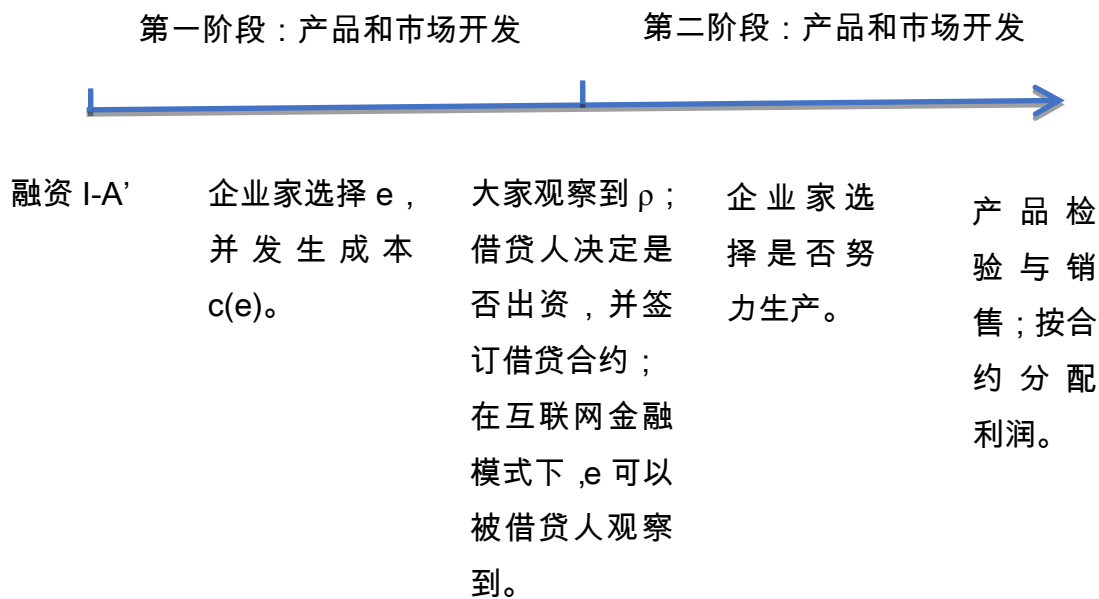 第一阶段：产品和市场开发
第二阶段：产品和市场开发
融资 I-A’
企业家选择 e，
并发生成本
c(e)。
大家观察到 ρ；
借贷人决定是
否出资，并签
订借贷合约；
在互联网金融
模式下,e 可以
被借贷人观察
到。
企业家选
择是否努
力生产。
产品检
验与销
售；按合
约分配
利润。